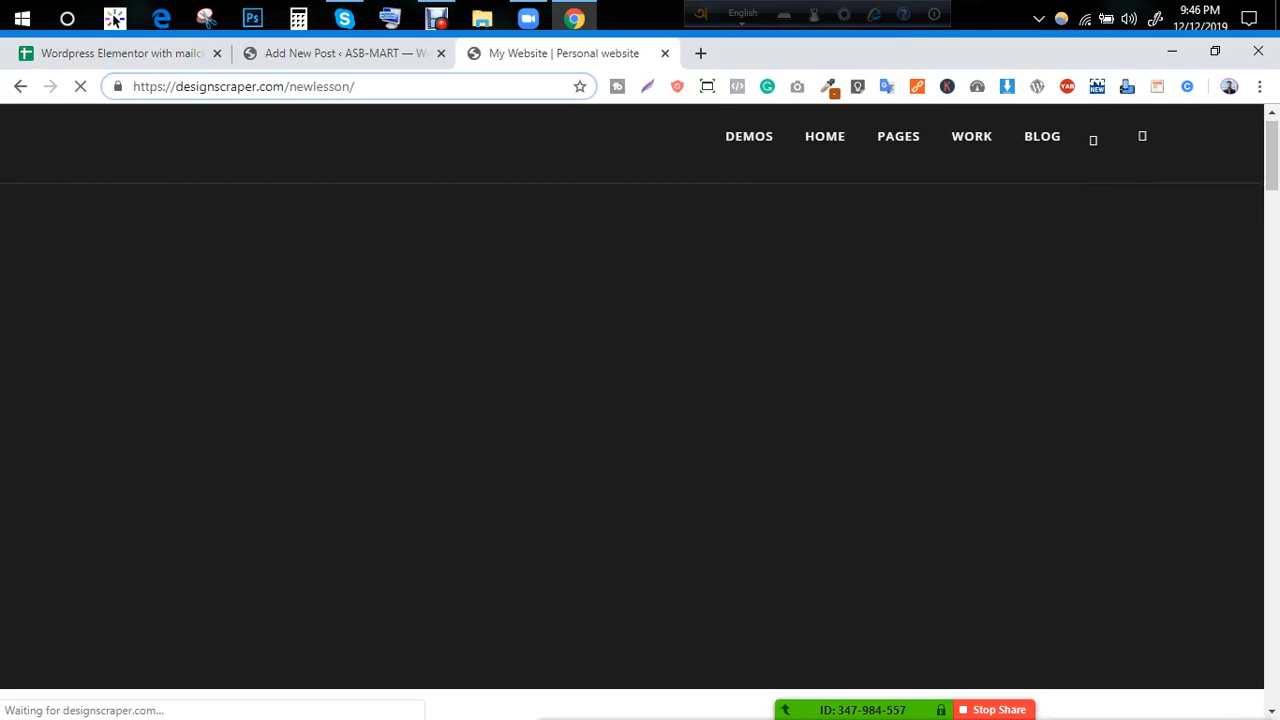 English
9:46 PM
12/12/2019
Wordpress Elementor with mailc
Add New Post ‹ ASB-MART — W
My Website | Personal website
https://designscraper.com/newlesson/
DEMOS
HOME
PAGES
WORK
BLOG
Waiting for designscraper.com...
ID: 347-984-557
Stop Share